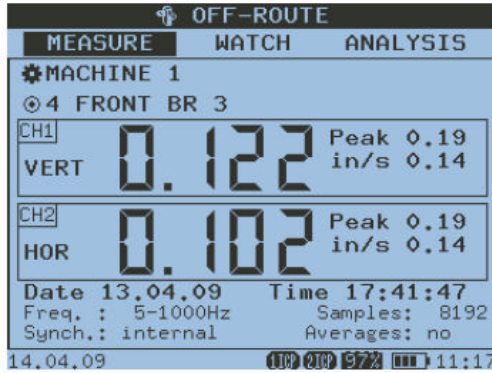 OFF-ROUTE
MEASURE WATCH ANALYSIS
MACHINE 1
4 FRONT BR 3
CH1
VERT 0.122 Peak 0.19
in/s 0.14
CH2
HOR 0.102 Peak 0.19
in/s 0.14
Date 13.04.09 Time 17:41:47
Freq. : 5-1000Hz Samples: 8192
Synch.: internal Averages: no
14.04.09 1ICP 2ICP 97% 11:17